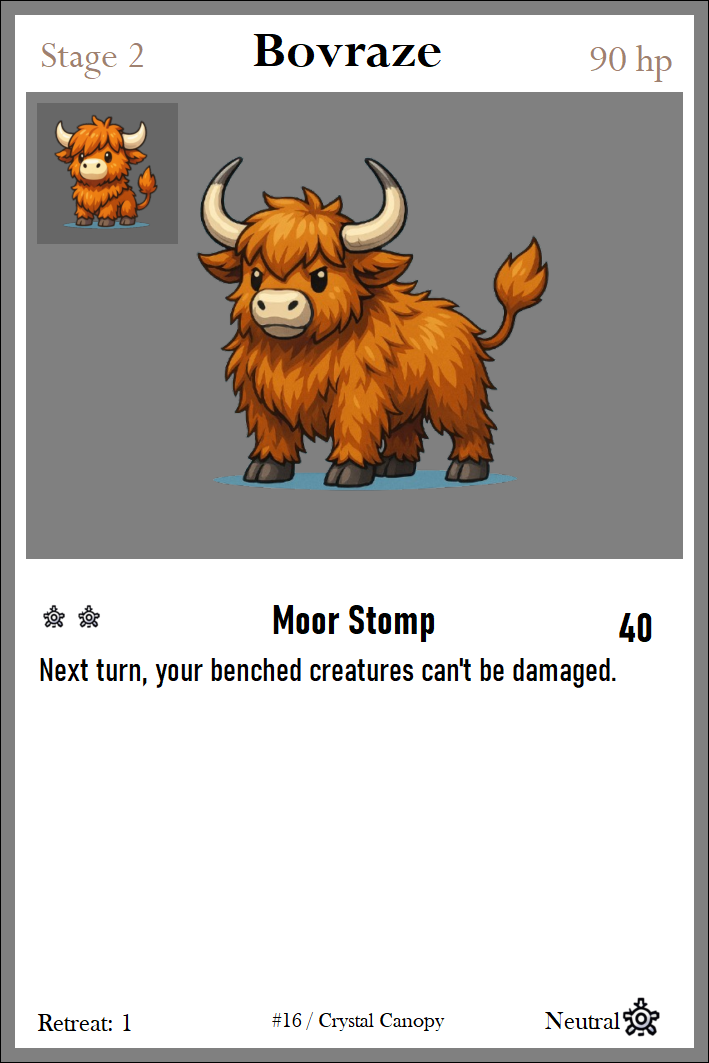 Stage 2
Bovraze
90 hp
Moor Stomp
40
Next turn, your benched creatures can't be damaged.
Retreat: 1
#16 / Crystal Canopy
Neutral